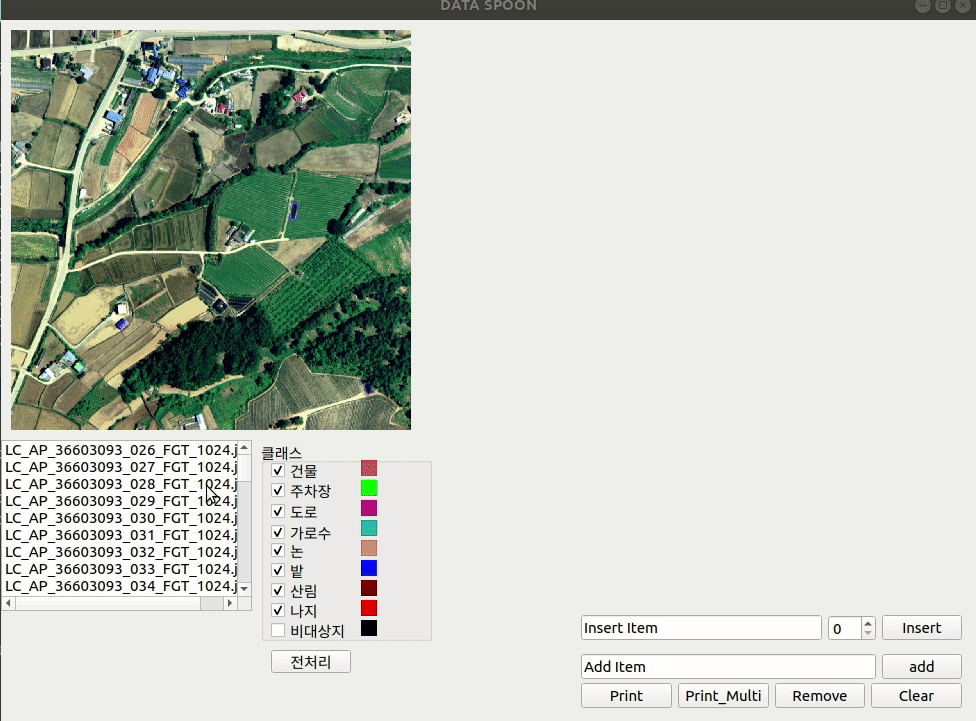 DATA SPOON
LC_AP_36603093_026_FGT_1024.j
LC_AP_36603093_027_FGT_1024.j
LC_AP_36603093_028_FGT_1024.j
LC_AP_36603093_029_FGT_1024.j
LC_AP_36603093_030_FGT_1024.j
LC_AP_36603093_031_FGT_1024.j
LC_AP_36603093_032_FGT_1024.j
LC_AP_36603093_033_FGT_1024.j
LC_AP_36603093_034_FGT_1024.j
클래스
건물
주차장
도로
가로수
논
밭
산림
나지
비대상지
전처리
Insert Item 0 Insert
Add Item add
Print Print_Multi Remove Clear